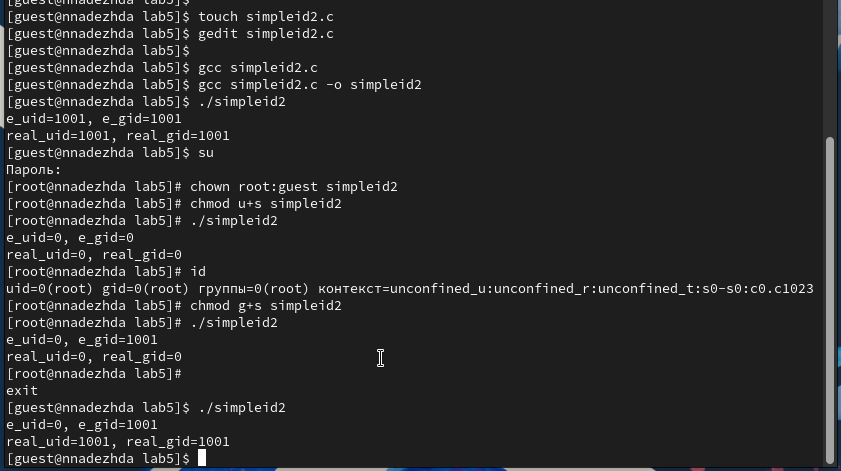 [guest@nnadezhda lab5]$
[guest@nnadezhda lab5]$ touch simpleid2.c
[guest@nnadezhda lab5]$ gedit simpleid2.c
[guest@nnadezhda lab5]$
[guest@nnadezhda lab5]$ gcc simpleid2.c
[guest@nnadezhda lab5]$ gcc simpleid2.c -o simpleid2
[guest@nnadezhda lab5]$ ./simpleid2
e_uid=1001, e_gid=1001
real_uid=1001, real_gid=1001
[guest@nnadezhda lab5]$ su
Пароль:
[root@nnadezhda lab5]# chown root:guest simpleid2
[root@nnadezhda lab5]# chmod u+s simpleid2
[root@nnadezhda lab5]# ./simpleid2
e_uid=0, e_gid=0
real_uid=0, real_gid=0
[root@nnadezhda lab5]# id
uid=0(root) gid=0(root) группы=0(root) контекст=unconfined_u:unconfined_r:unconfined_t:s0-s0:c0.c1023
[root@nnadezhda lab5]# chmod g+s simpleid2
[root@nnadezhda lab5]# ./simpleid2
e_uid=0, e_gid=1001
real_uid=0, real_gid=0
[root@nnadezhda lab5]#
exit
[guest@nnadezhda lab5]$ ./simpleid2
e_uid=0, e_gid=1001
real_uid=1001, real_gid=1001
[guest@nnadezhda lab5]$